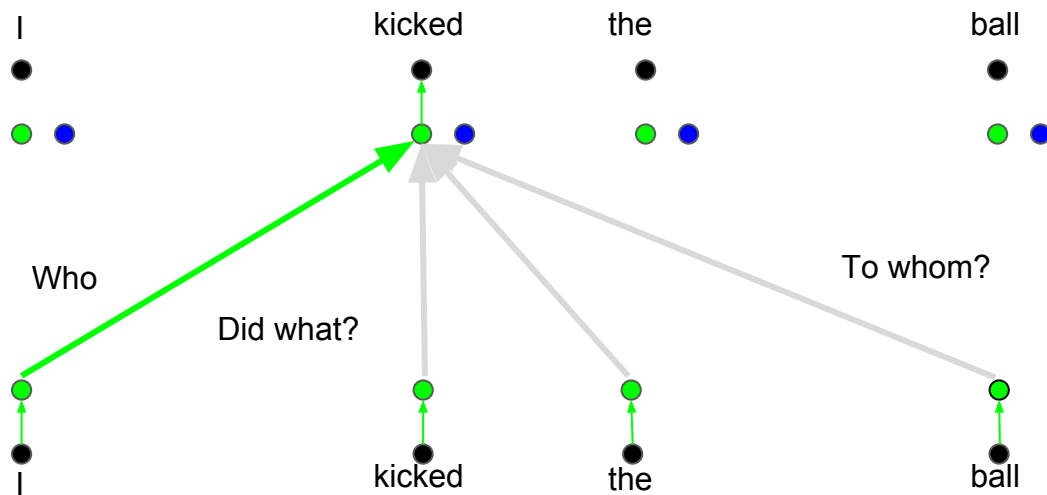 I kicked the ball
Who
Did what?
To whom?
I kicked the ball